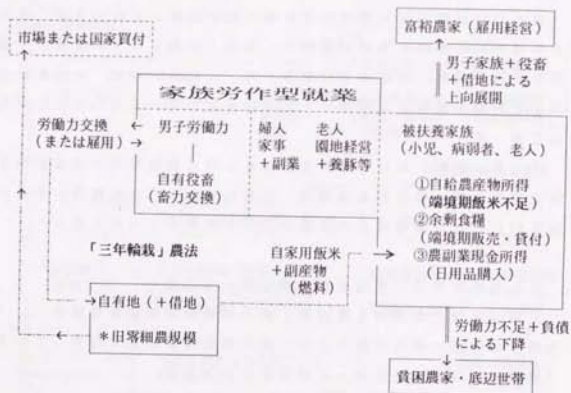 市場または国家買付
富裕農家(雇用経営)
男子家族+役畜
+借地による
上向展開
家族労作型就業
労働力交換
(または雇用)
男子労働力
自有役畜
(畜力交換)
婦人
家事
+副業
老人
園地経営
+養豚等
被扶養家族
(小児、病弱者、老人)
①自給農産物所得
(端境期飯米不足)
②余剰食糧
(端境期販売・貸付)
③農副業現金所得
(日用品購入)
「三年輪栽」農法
自家用飯米
+副産物
(燃料)
自有地(+借地)
*旧零細農規模
労働力不足+負債
による下降
貧困農家・底辺世帯